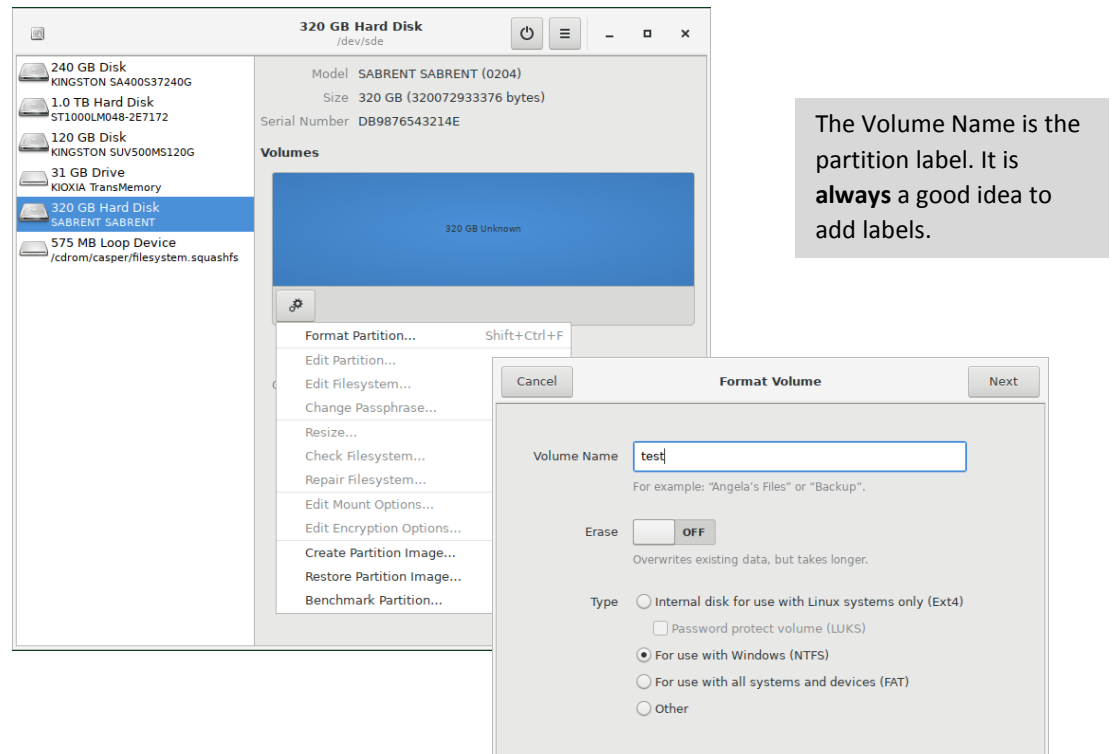 320 GB Hard Disk
/dev/sde
240 GB Disk
KINGSTON SA400S37240G
1.0 TB Hard Disk
ST1000LM048-2E7172
120 GB Disk
KINGSTON SUV500MS120G
31 GB Drive
KIOXIA TransMemory
320 GB Hard Disk
SABRENT SABRENT
575 MB Loop Device
/cdrom/casper/filesystem.squashfs
Model SABRENT SABRENT (0204)
Size 320 GB (320072933376 bytes)
Serial Number DB9876543214E
Volumes
320 GB Unknown
Format Partition... Shift+Ctrl+F
Edit Partition...
Edit Filesystem...
Change Passphrase...
Resize...
Check Filesystem...
Repair Filesystem...
Edit Mount Options...
Edit Encryption Options...
Create Partition Image...
Restore Partition Image...
Benchmark Partition...
The Volume Name is the
partition label. It is
always a good idea to
add labels.
Cancel Format Volume Next
Volume Name test
For example: “Angela’s Files” or “Backup”.
Erase OFF
Overwrites existing data, but takes longer.
Type Internal disk for use with Linux systems only (Ext4)
Password protect volume (LUKS)
For use with Windows (NTFS)
For use with all systems and devices (FAT)
Other